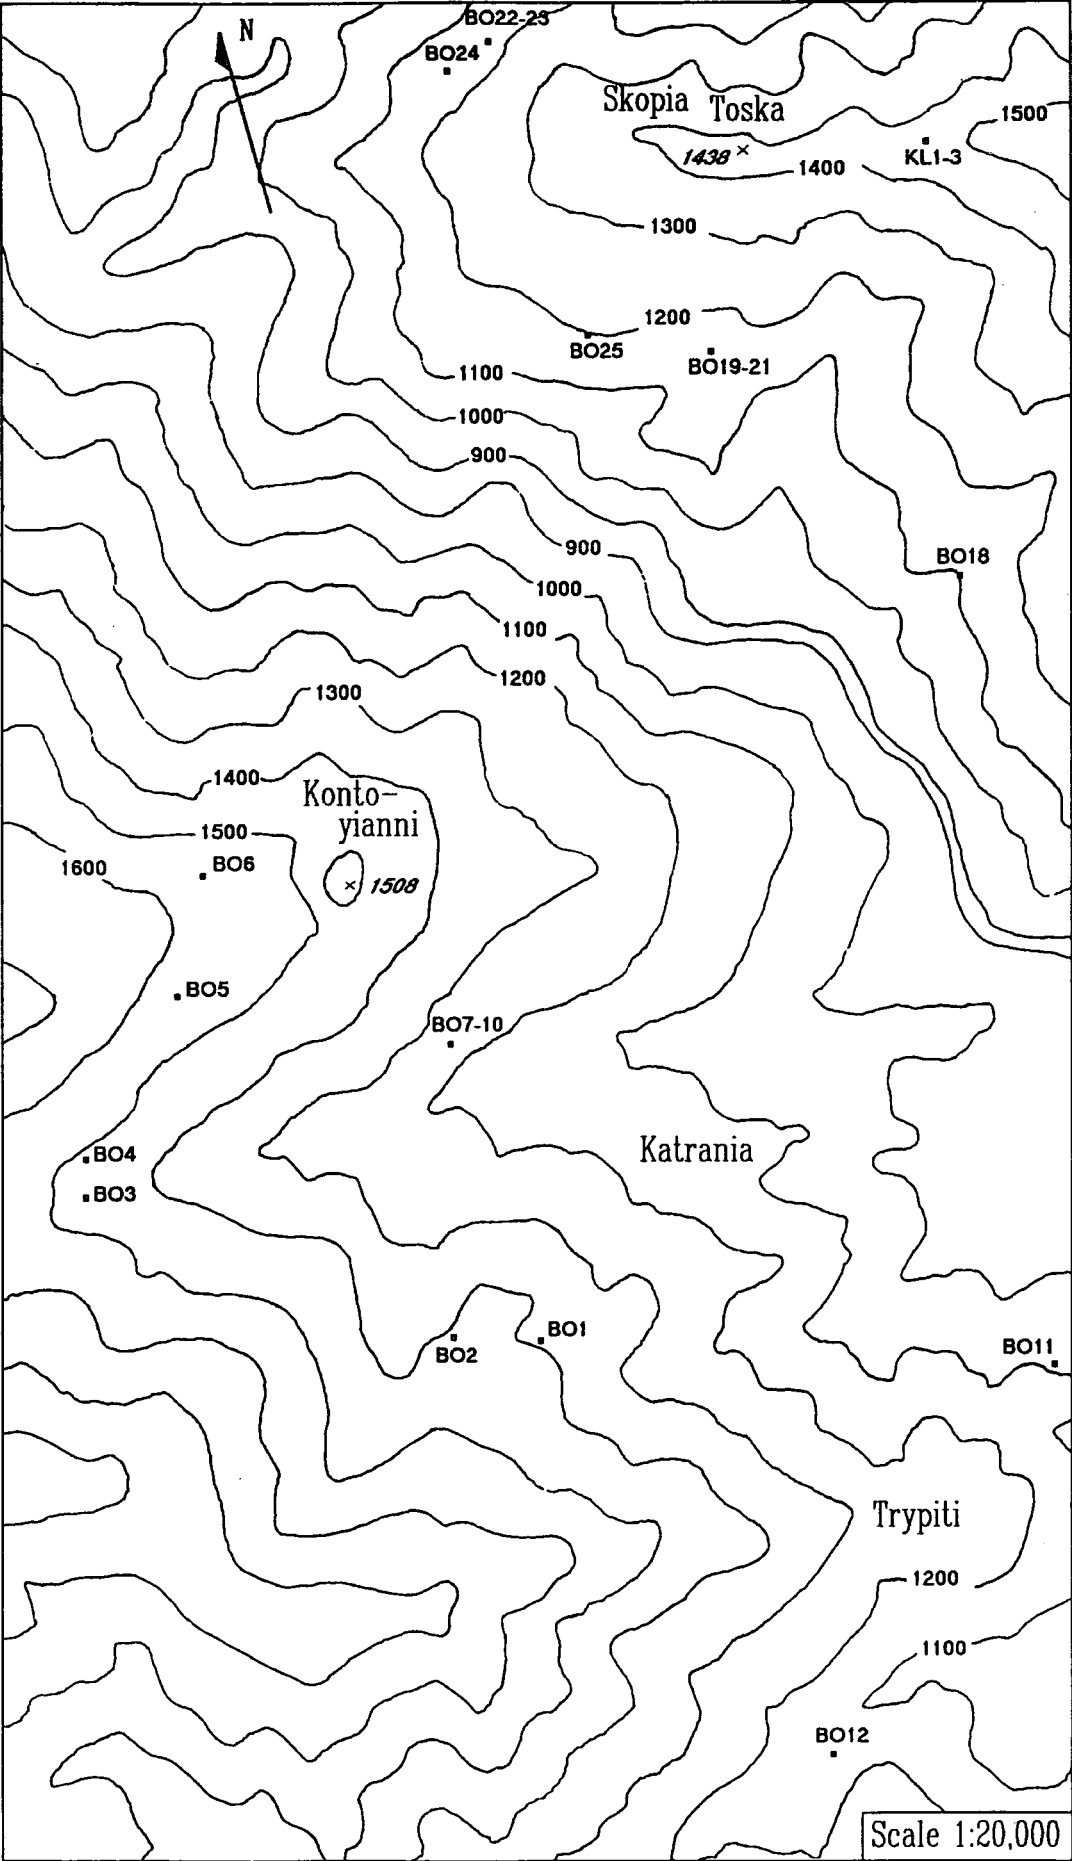 BO22-23
N
BO24
Skopia Toska
1500
1438
1400
KL1-3
1300
1200
BO25
BO19-21
1100
1000
900
900
BO18
1000
1100
1200
1300
1400
Konto-
yianni
1500
1600
BO6
1508
BO5
BO7-10
BO4
Katrania
BO3
BO1
BO2
BO11
Trypiti
1200
1100
BO12
Scale 1:20,000